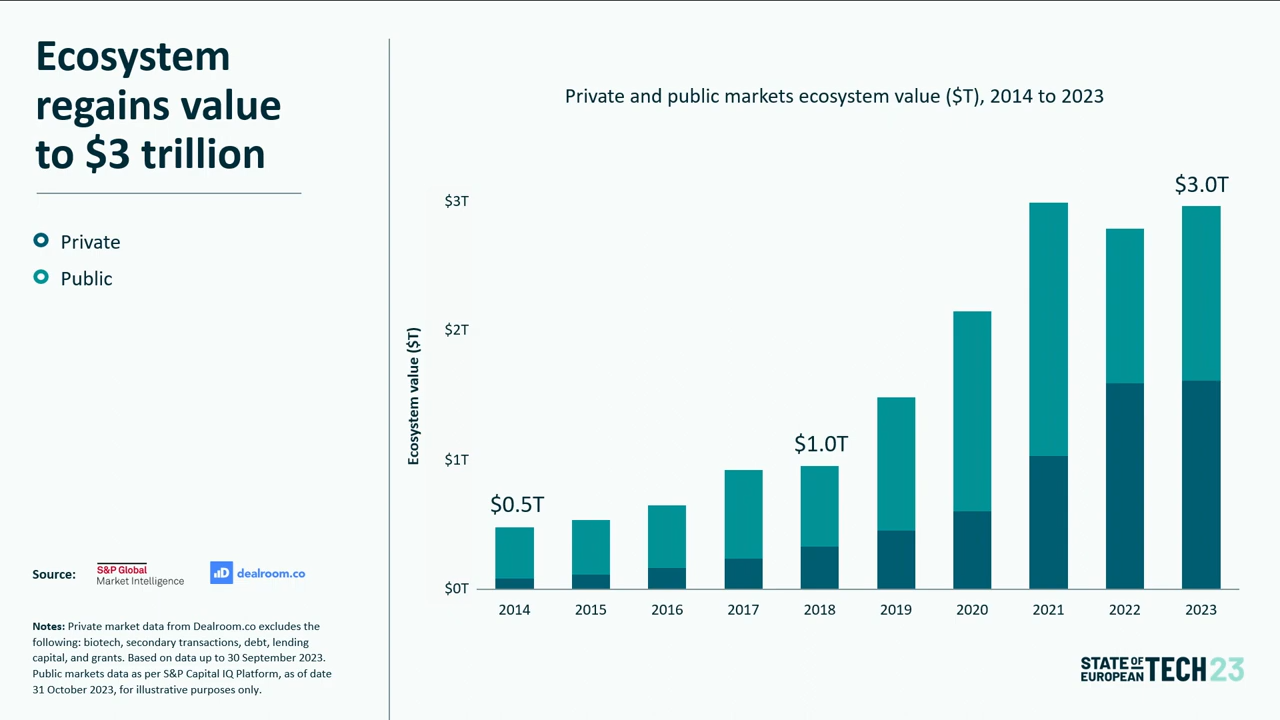 Ecosystem
regains value
to $3 trillion
Private
Public
Source:
S&P Global
Market Intelligence
dealroom.co
Notes: Private market data from Dealroom.co excludes the
following: biotech, secondary transactions, debt, lending
capital, and grants. Based on data up to 30 September 2023.
Public markets data as per S&P Capital IQ Platform, as of date
31 October 2023, for illustrative purposes only.
Private and public markets ecosystem value ($T), 2014 to 2023
Ecosystem value ($T)
$3T
$2T
$1T
$0T
$0.5T
$1.0T
$3.0T
2014 2015 2016 2017 2018 2019 2020 2021 2022 2023
STATE OF
EUROPEAN TECH 23